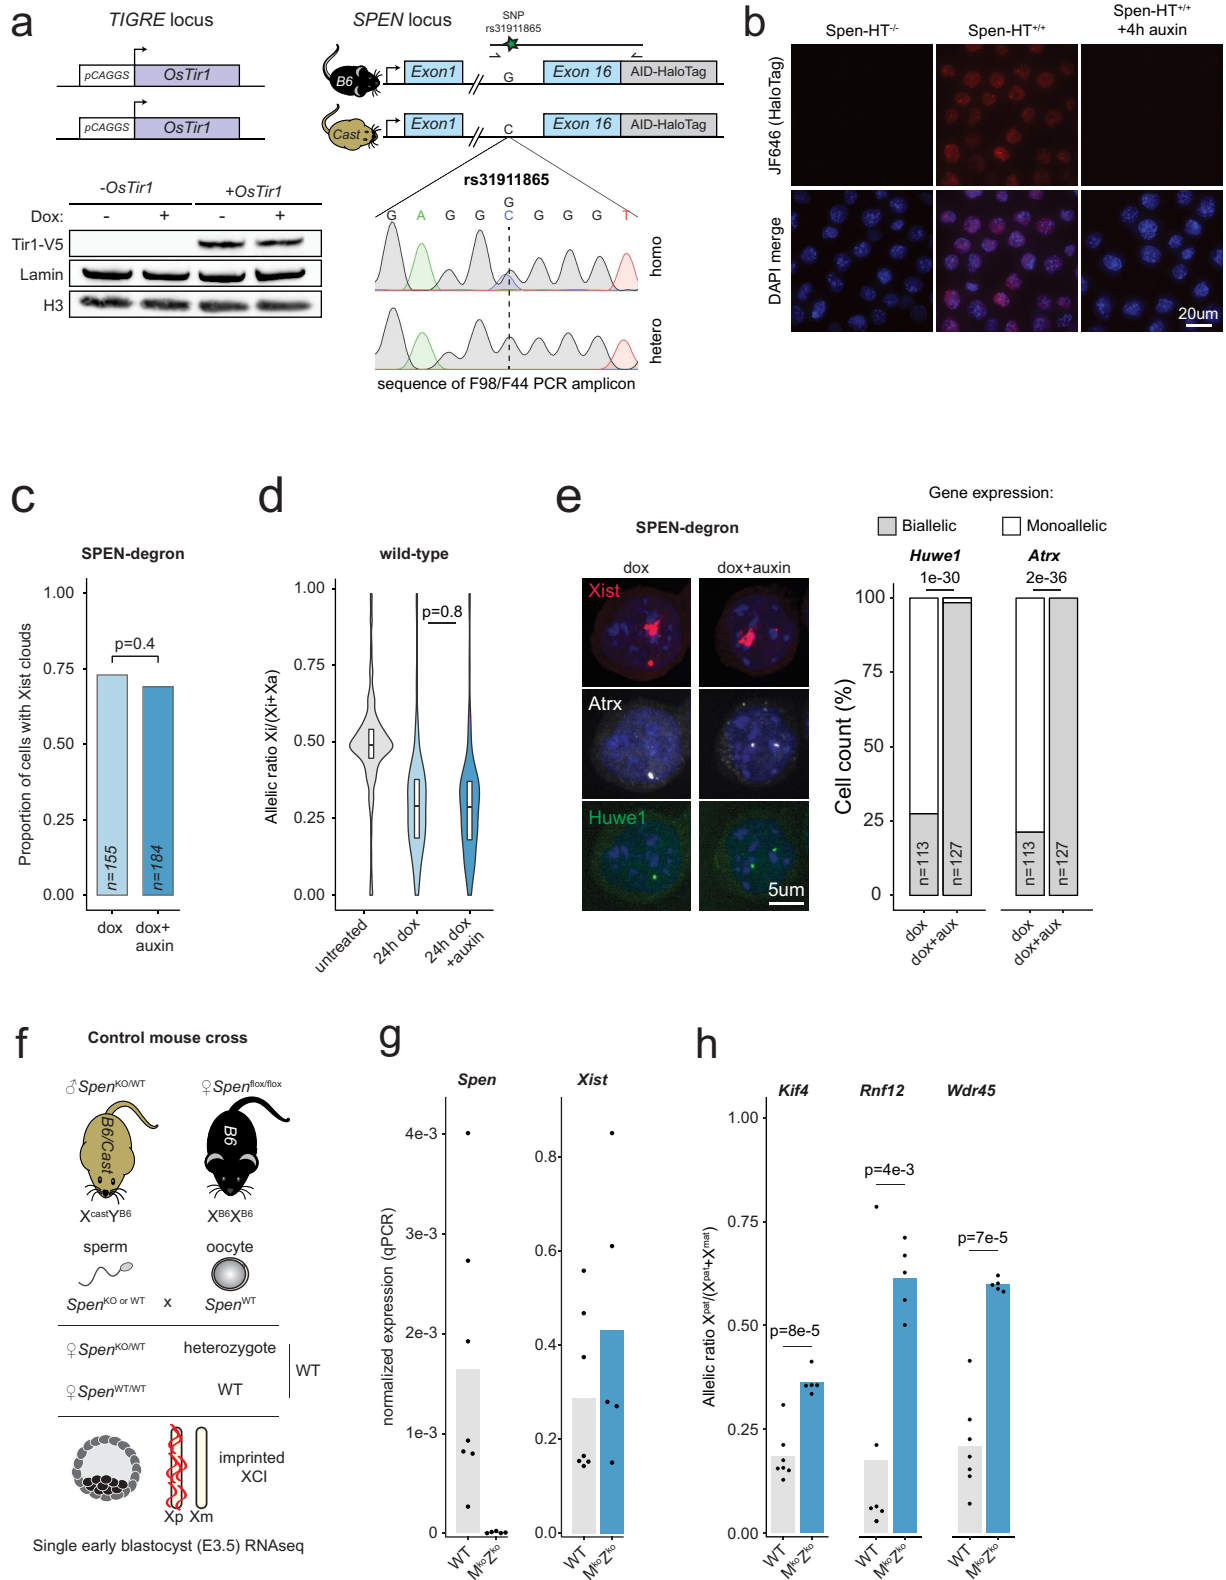 a
TIGRE locus
pCAGGS OsTir1
pCAGGS OsTir1
-OsTir1 +OsTir1
Dox: - + - +
Tir1-V5
Lamin
H3
SPEN locus
SNP
rs31911865
B6 Exon1 G Exon 16 AID-HaloTag
Cast Exon1 C Exon 16 AID-HaloTag
rs31911865
G
G A G G C G G G T
homo
hetero
sequence of F98/F44 PCR amplicon
b
Spen-HT-/-
Spen-HT+/+
Spen-HT+/+
+4h auxin
JF646 (HaloTag)
DAPI merge
20um
c
SPEN-degron
Proportion of cells with Xist clouds
1.00
0.75
0.50
0.25
0.00
p=0.4
n=155
n=184
dox
dox+
auxin
d
wild-type
Allelic ratio Xi/(Xi+Xa)
1.00
0.75
0.50
0.25
0.00
p=0.8
untreated
24h dox
24h dox
+auxin
e
SPEN-degron
dox
dox+auxin
Xist
Atrx
Huwe1
5um
Gene expression:
Biallelic
Monoallelic
Huwe1
Atrx
1e-30
2e-36
Cell count (%)
100
75
50
25
0
n=113
n=127
n=113
n=127
dox
dox+aux
dox
dox+aux
f
Control mouse cross
♂SpenKO/WT
♀Spenflox/flox
B6/Cast
B6
XcastYB6
XB6XB6
sperm
oocyte
SpenKO or WT x SpenWT
♀SpenKO/WT heterozygote
WT
♀SpenWT/WT WT
imprinted
XCI
Xp Xm
Single early blastocyst (E3.5) RNAseq
g
Spen
Xist
normalized expression (qPCR)
4e-3
3e-3
2e-3
1e-3
0
WT
MkoZko
0.8
0.6
0.4
0.2
0.0
WT
MkoZko
h
Kif4
Rnf12
Wdr45
Allelic ratio Xpat/(Xpat+Xmat)
1.00
0.75
0.50
0.25
0.00
p=8e-5
p=4e-3
p=7e-5
WT
MkoZko
WT
MkoZko
WT
MkoZko